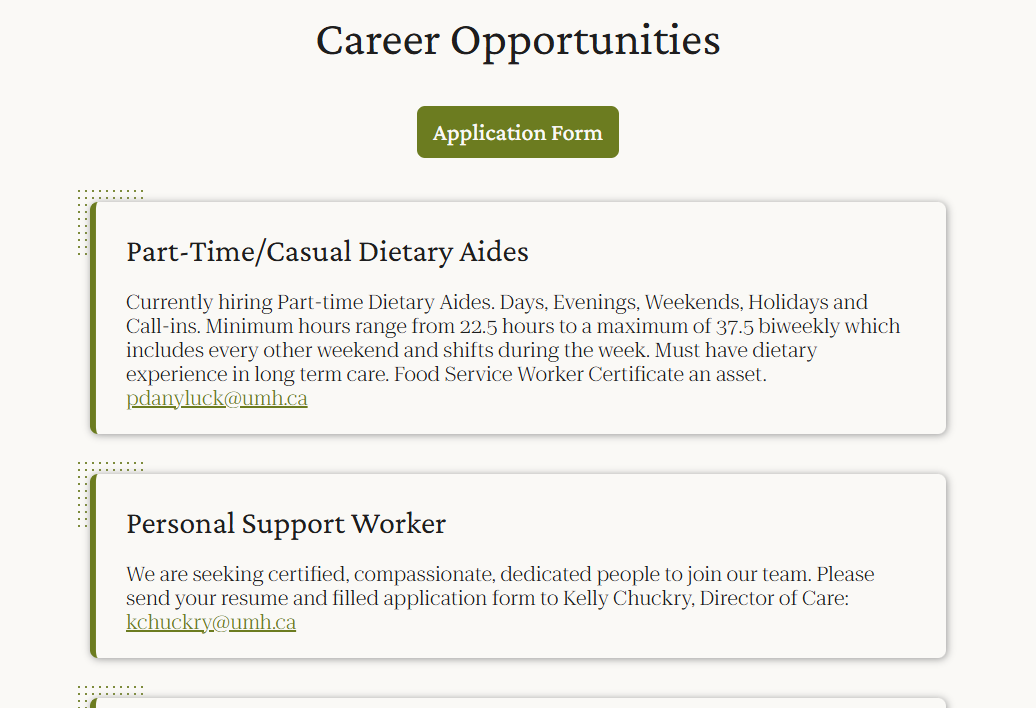 Career Opportunities
Application Form
Part-Time/Casual Dietary Aides
Currently hiring Part-time Dietary Aides. Days, Evenings, Weekends, Holidays and
Call-ins. Minimum hours range from 22.5 hours to a maximum of 37.5 biweekly which
includes every other weekend and shifts during the week. Must have dietary
experience in long term care. Food Service Worker Certificate an asset.
pdanyluck@umh.ca
Personal Support Worker
We are seeking certified, compassionate, dedicated people to join our team. Please
send your resume and filled application form to Kelly Chuckry, Director of Care:
kchuckry@umh.ca